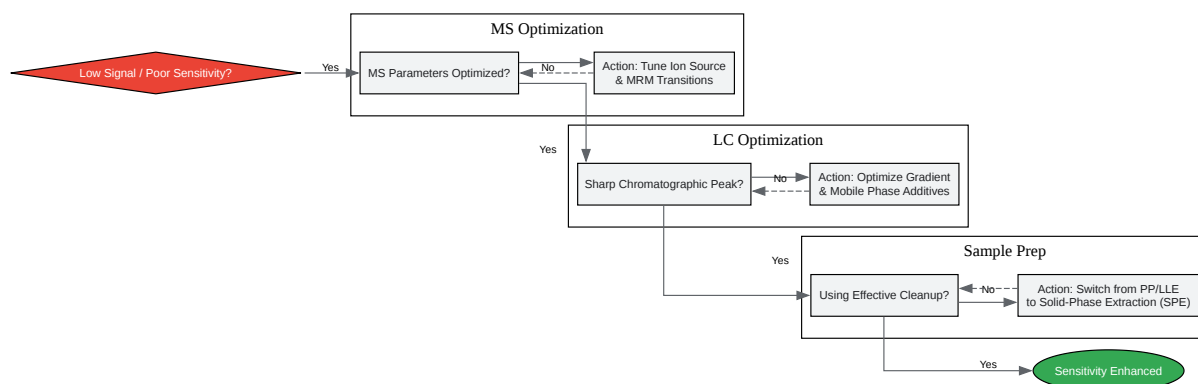 MS Optimization
Low Signal / Poor Sensitivity?
Yes
MS Parameters Optimized?
No
Action: Tune Ion Source
& MRM Transitions
LC Optimization
Yes
Sharp Chromatographic Peak?
No
Action: Optimize Gradient
& Mobile Phase Additives
Sample Prep
Yes
Using Effective Cleanup?
No
Action: Switch from PP/LLE
to Solid-Phase Extraction (SPE)
Yes
Sensitivity Enhanced